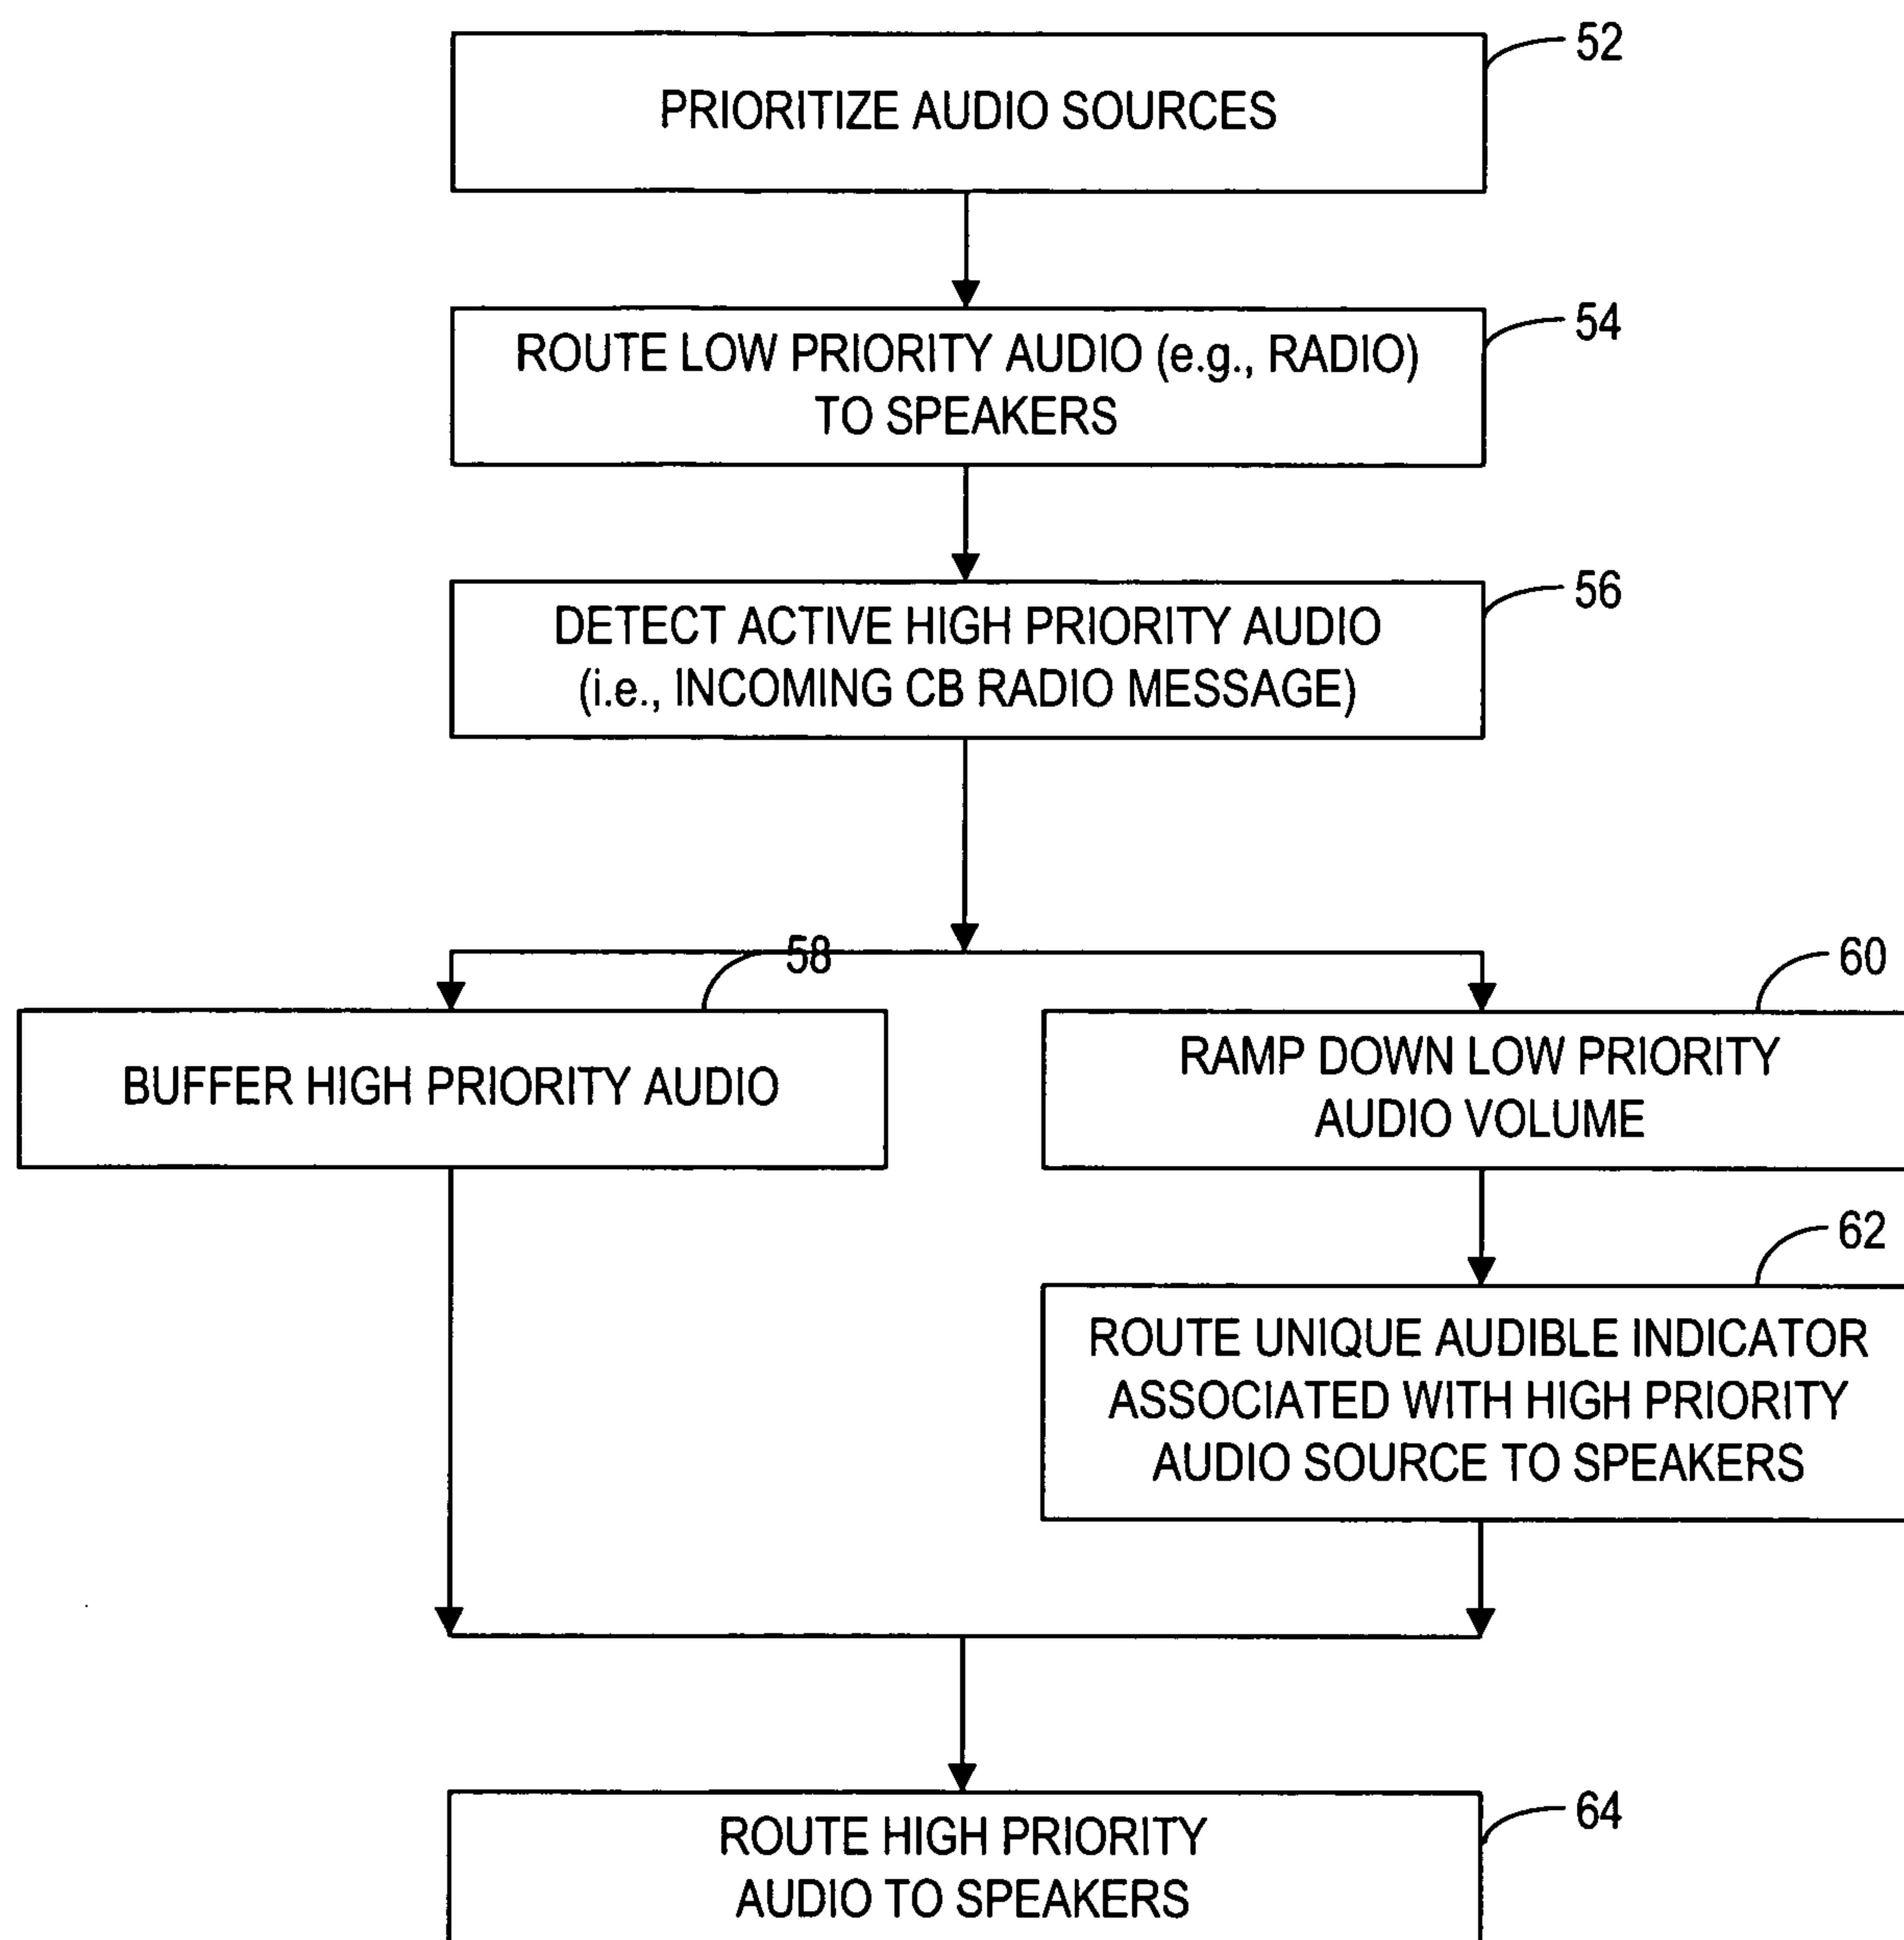 52
PRIORITIZE AUDIO SOURCES
54
ROUTE LOW PRIORITY AUDIO (e.g., RADIO)
TO SPEAKERS
56
DETECT ACTIVE HIGH PRIORITY AUDIO
(i.e., INCOMING CB RADIO MESSAGE)
58
BUFFER HIGH PRIORITY AUDIO
60
RAMP DOWN LOW PRIORITY
AUDIO VOLUME
62
ROUTE UNIQUE AUDIBLE INDICATOR
ASSOCIATED WITH HIGH PRIORITY
AUDIO SOURCE TO SPEAKERS
64
ROUTE HIGH PRIORITY
AUDIO TO SPEAKERS